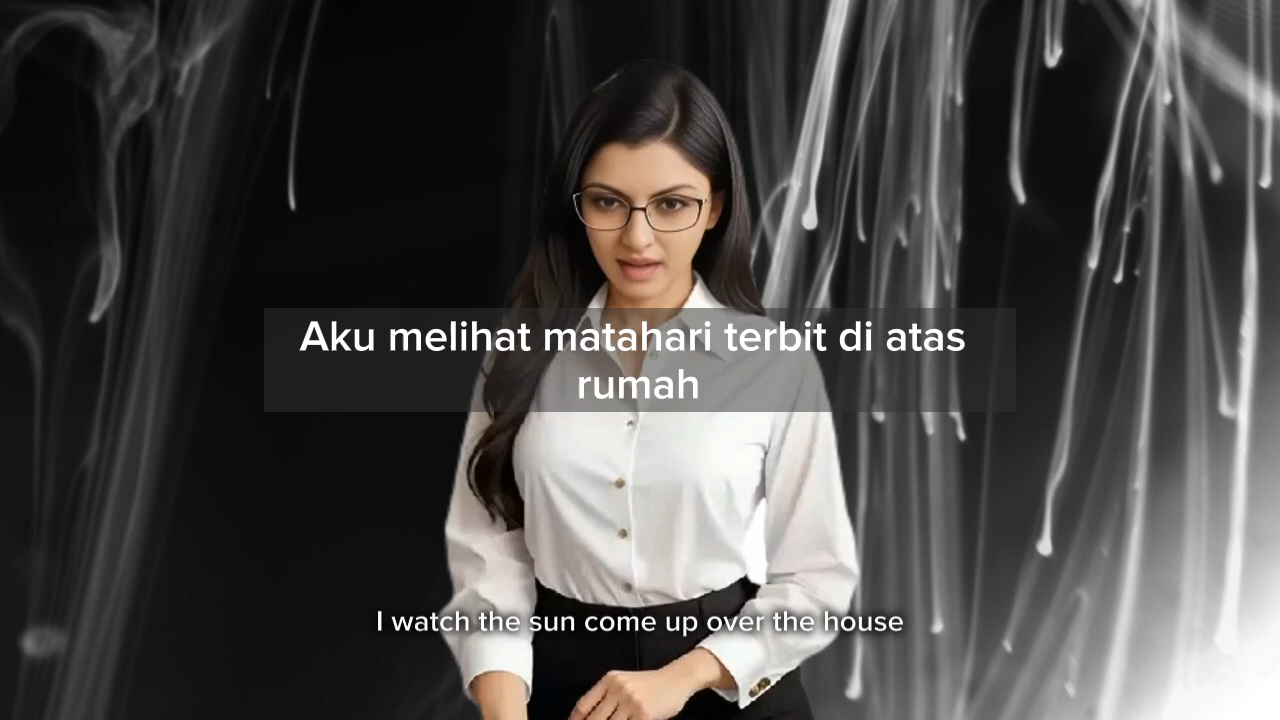 Aku melihat matahari terbit di atas
rumah
I watch the sun come up over the house